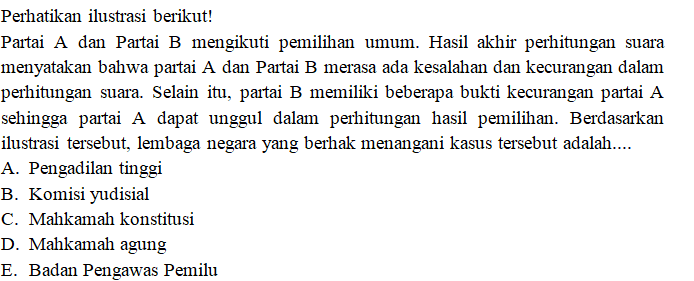 Perhatikan ilustrasi berikut!
Partai A dan Partai B mengikuti pemilihan umum. Hasil akhir perhitungan suara
menyatakan bahwa partai A dan Partai B merasa ada kesalahan dan kecurangan dalam
perhitungan suara. Selain itu, partai B memiliki beberapa bukti kecurangan partai A
sehingga partai A dapat unggul dalam perhitungan hasil pemilihan. Berdasarkan
ilustrasi tersebut, lembaga negara yang berhak menangani kasus tersebut adalah....
A. Pengadilan tinggi
B. Komisi yudisial
C. Mahkamah konstitusi
D. Mahkamah agung
E. Badan Pengawas Pemilu